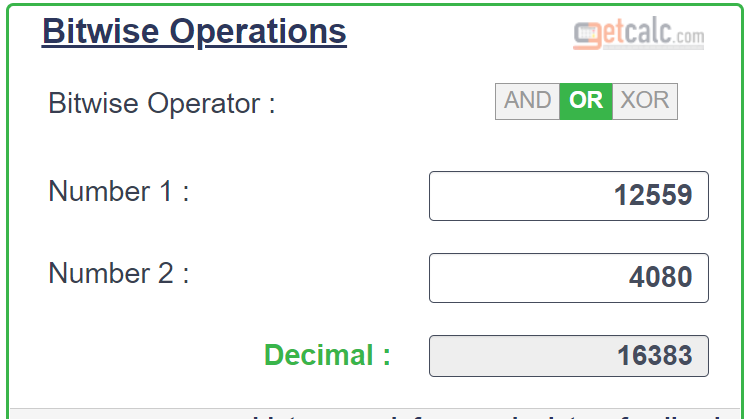 Bitwise Operations
getcalc.com
Bitwise Operator :
AND OR XOR
Number 1 :
12559
Number 2 :
4080
Decimal :
16383